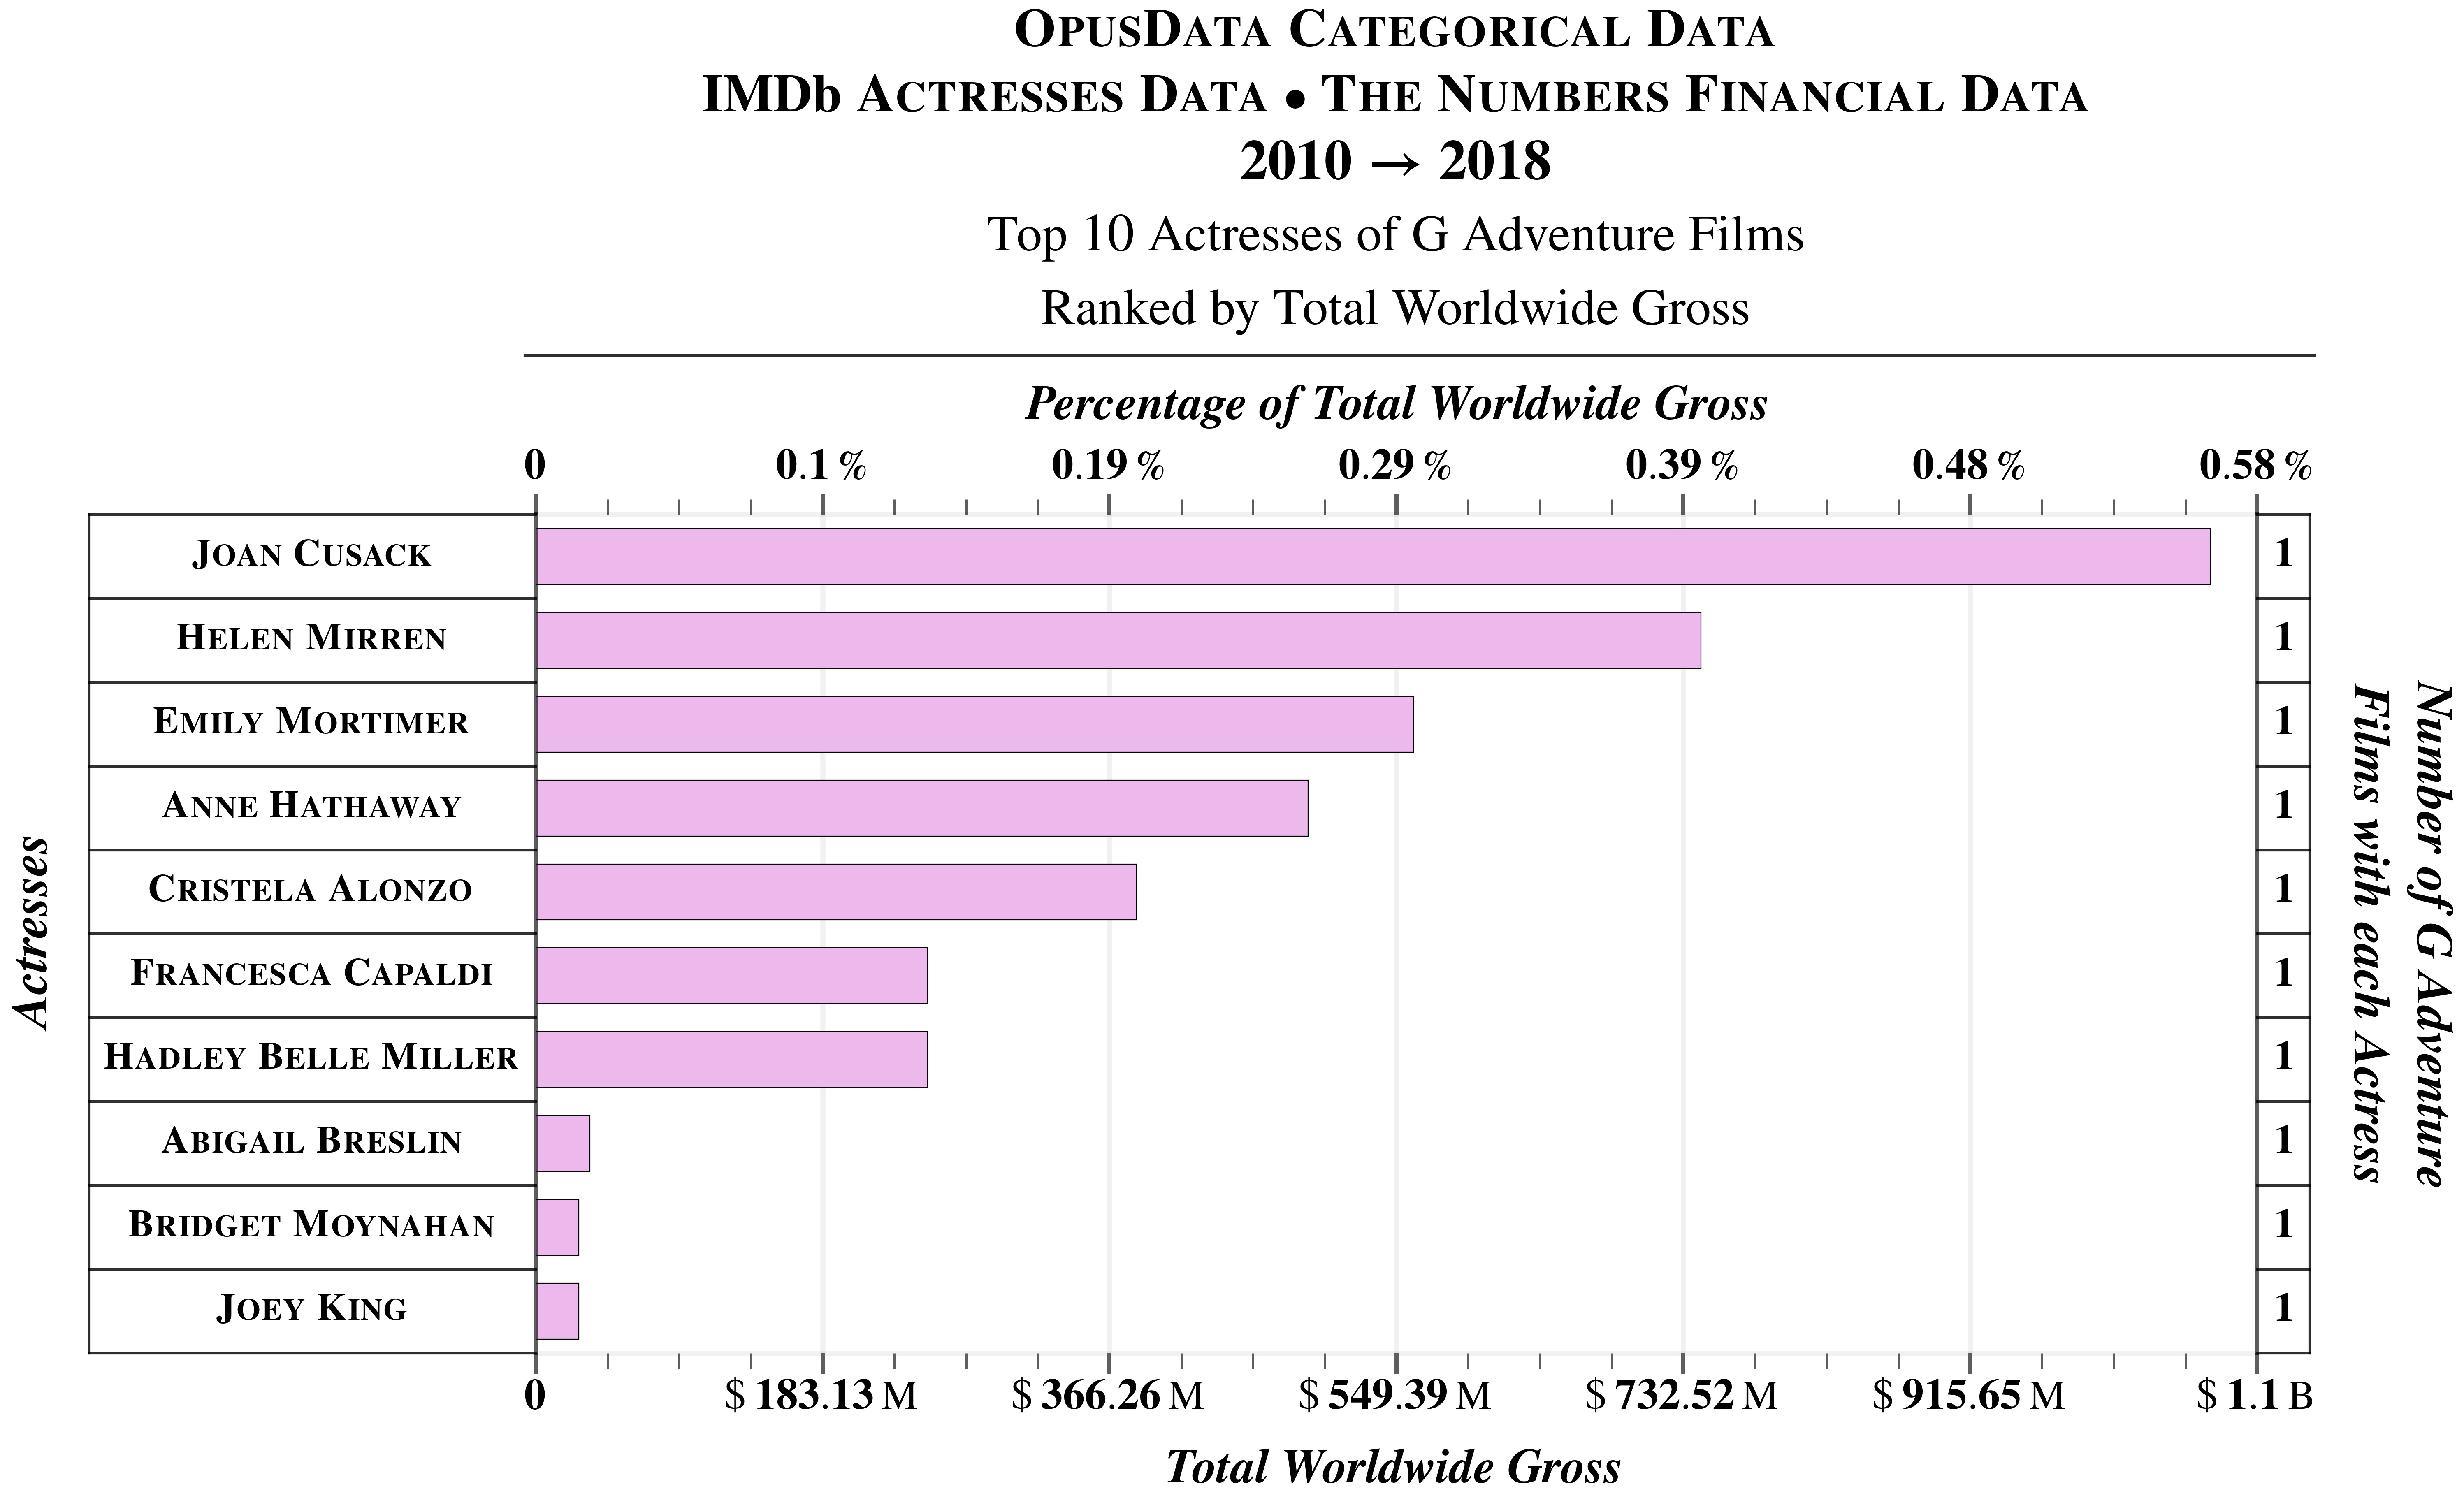 OpusData Categorical Data
IMDb Actresses Data • The Numbers Financial Data
2010 → 2018
Top 10 Actresses of G Adventure Films
Ranked by Total Worldwide Gross
Percentage of Total Worldwide Gross
0 0.1 % 0.19 % 0.29 % 0.39 % 0.48 % 0.58 %
Joan Cusack 1
Helen Mirren 1
Emily Mortimer 1
Anne Hathaway 1
Cristela Alonzo 1
Francesca Capaldi 1
Hadley Belle Miller 1
Abigail Breslin 1
Bridget Moynahan 1
Joey King 1
Actresses
Number of G Adventure
Films with each Actress
0 $ 183.13 M $ 366.26 M $ 549.39 M $ 732.52 M $ 915.65 M $ 1.1 B
Total Worldwide Gross